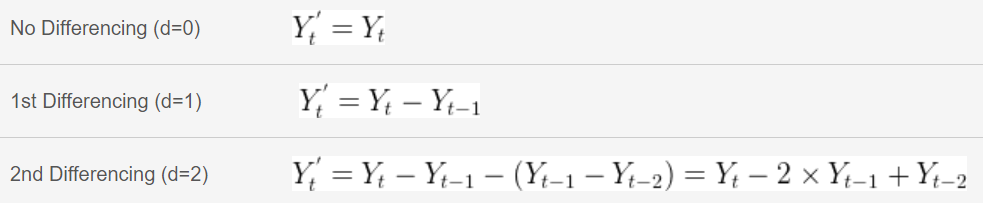 No Differencing (d=0) Y′ₜ = Yₜ
1st Differencing (d=1) Y′ₜ = Yₜ − Yₜ₋₁
2nd Differencing (d=2) Y′ₜ = Yₜ − Yₜ₋₁ − (Yₜ₋₁ − Yₜ₋₂) = Yₜ − 2 × Yₜ₋₁ + Yₜ₋₂